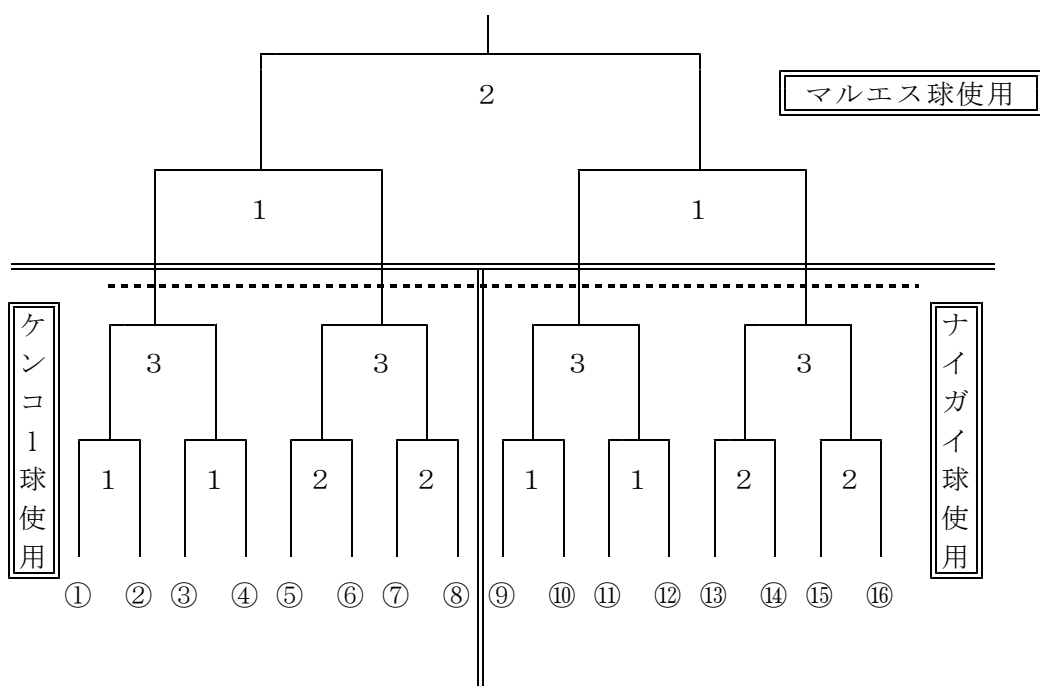 2
マルエス球使用
1 1
ケンコー球使用
ナイガイ球使用
3 3 3 3
1 1 2 2 1 1 2 2
① ② ③ ④ ⑤ ⑥ ⑦ ⑧ ⑨ ⑩ ⑪ ⑫ ⑬ ⑭ ⑮ ⑯